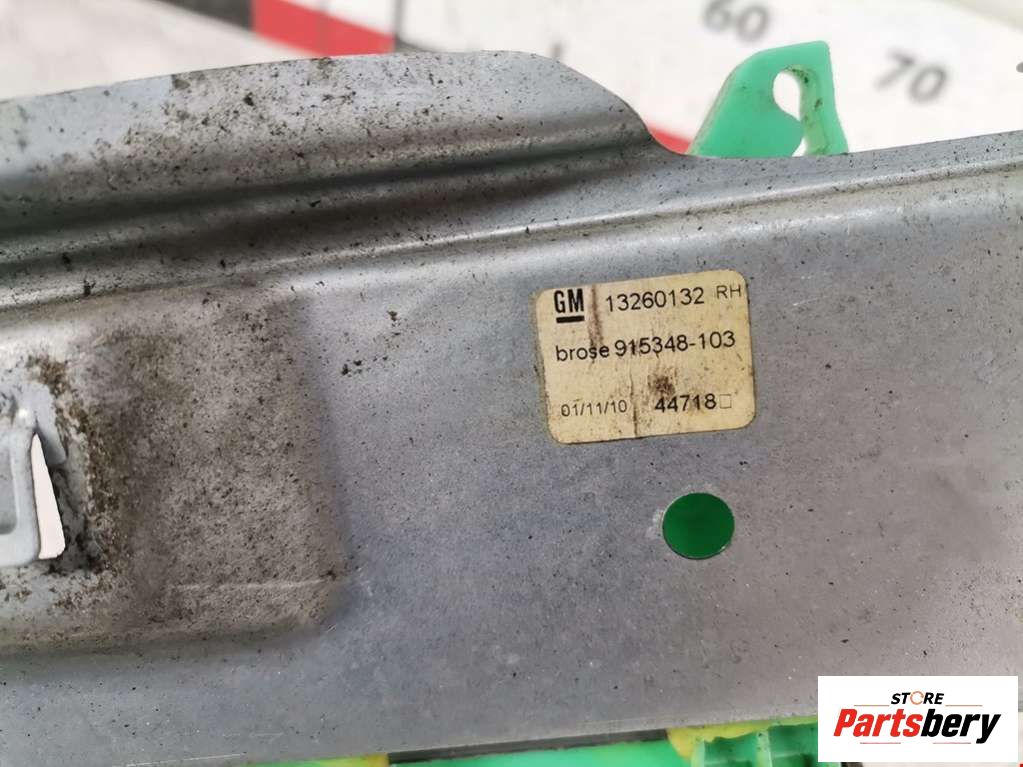 60
70
GM 13260132 RH
brose 915348-103
01/11/10 44718
STORE
Partsbery